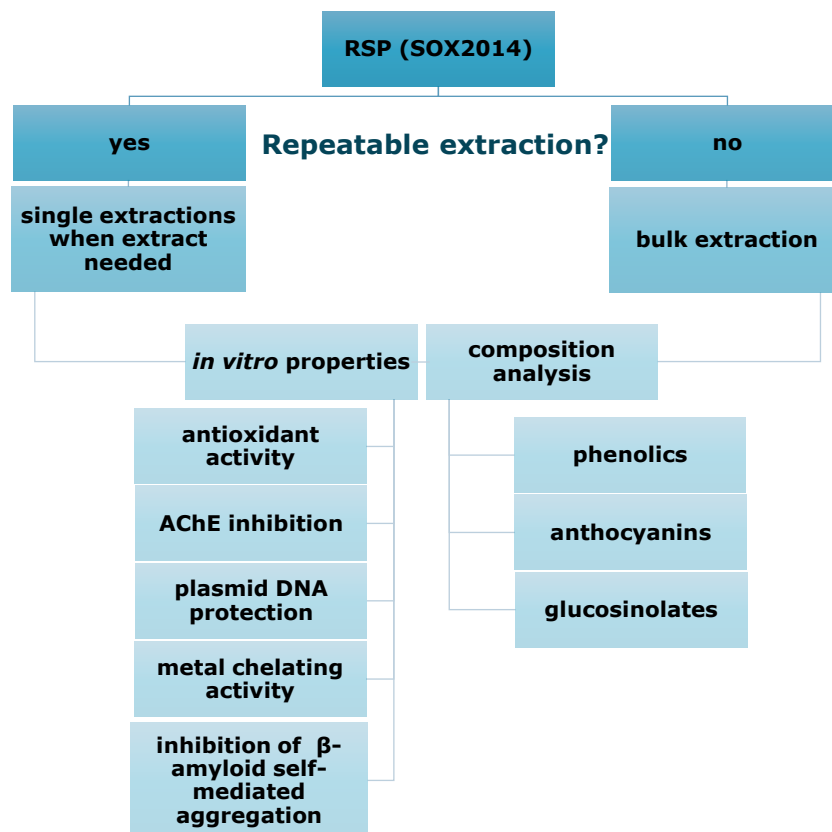 RSP (SOX2014)
yes
Repeatable extraction?
no
single extractions
when extract
needed
bulk extraction
in vitro properties
composition
analysis
antioxidant
activity
AChE inhibition
plasmid DNA
protection
metal chelating
activity
inhibition of β-
amyloid self-
mediated
aggregation
phenolics
anthocyanins
glucosinolates